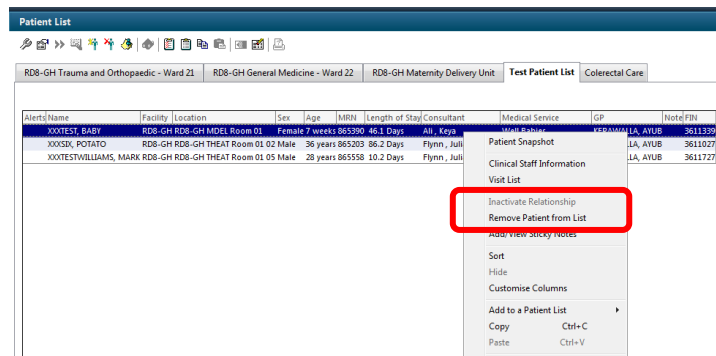 Patient List
RD8-GH Trauma and Orthopaedic - Ward 21 RD8-GH General Medicine - Ward 22 RD8-GH Maternity Delivery Unit Test Patient List Colerectal Care
Alerts Name Facility Location Sex Age MRN Length of Stay Consultant Medical Service GP Note FIN
XXXTEST, BABY RD8-GH RD8-GH MDEL Room 01 Female 7 weeks 865390 46.1 Days Ali , Keya Well Babies KERAWALLA, AYUB 3611339
XXXSIX, POTATO RD8-GH RD8-GH THEAT Room 01 02 Male 36 years 865203 86.2 Days Flynn , Juli LLA, AYUB 3611027
XXXTESTWILLIAMS, MARK RD8-GH RD8-GH THEAT Room 01 05 Male 28 years 865558 10.2 Days Flynn , Juli LLA, AYUB 3611727
Patient Snapshot
Clinical Staff Information
Visit List
Inactivate Relationship
Remove Patient from List
Add/View Sticky Notes
Sort
Hide
Customise Columns
Add to a Patient List
Copy Ctrl+C
Paste Ctrl+V